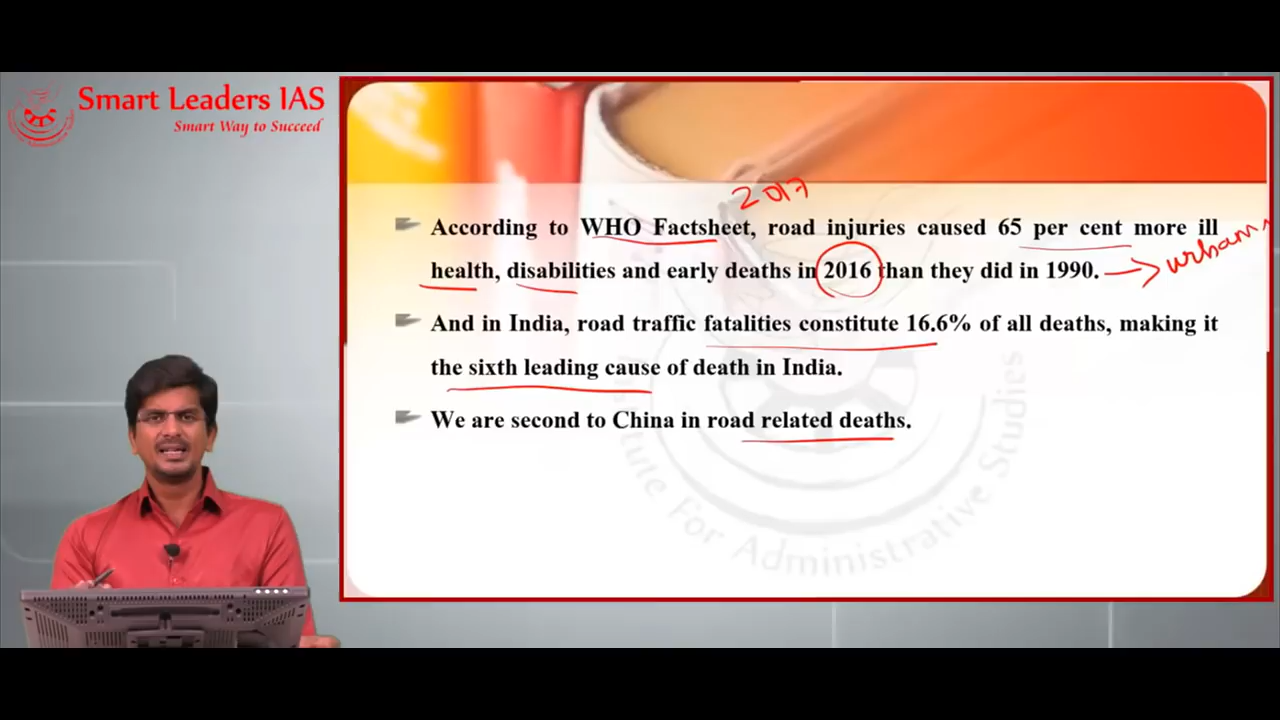 Smart Leaders IAS
Smart Way to Succeed
2017
According to WHO Factsheet, road injuries caused 65 per cent more ill
health, disabilities and early deaths in 2016 than they did in 1990.
And in India, road traffic fatalities constitute 16.6% of all deaths, making it
the sixth leading cause of death in India.
We are second to China in road related deaths.
For Administrative Studies